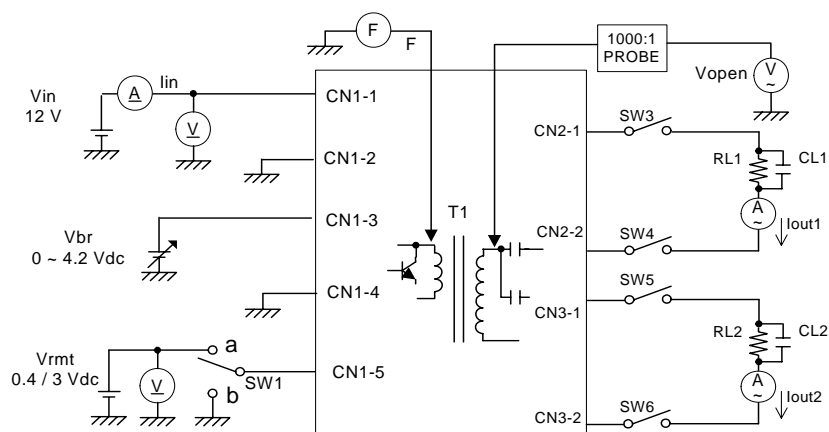 F
F
1000:1
PROBE
Vopen
V
~
Vin
12 V
A
Iin
V
CN1-1
CN1-2
CN1-3
CN1-4
CN1-5
Vbr
0 ~ 4.2 Vdc
Vrmt
0.4 / 3 Vdc
V
a
b
SW1
T1
CN2-1
CN2-2
CN3-1
CN3-2
SW3
SW4
SW5
SW6
RL1
CL1
A
~
Iout1
RL2
CL2
A
~
Iout2